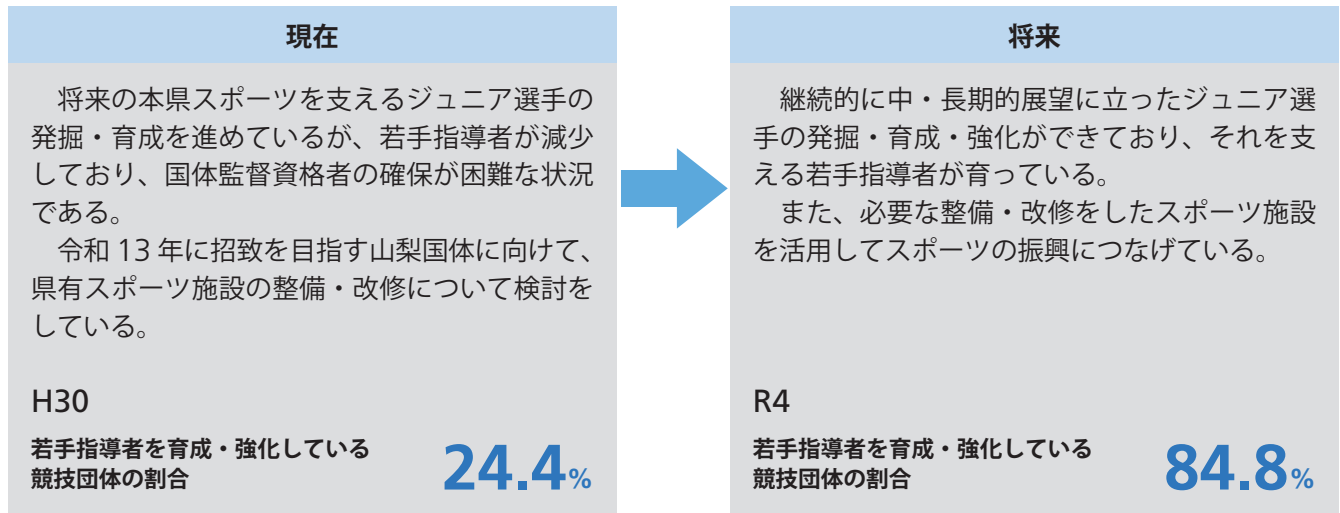 現在
将来の本県スポーツを支えるジュニア選手の
発掘・育成を進めているが、若手指導者が減少
しており、国体監督資格者の確保が困難な状況
である。
令和 13 年に招致を目指す山梨国体に向けて、
県有スポーツ施設の整備・改修について検討を
している。
H30
若手指導者を育成・強化している
競技団体の割合
24.4%
将来
継続的に中・長期的展望に立ったジュニア選
手の発掘・育成・強化ができており、それを支
える若手指導者が育っている。
また、必要な整備・改修をしたスポーツ施設
を活用してスポーツの振興につなげている。
R4
若手指導者を育成・強化している
競技団体の割合
84.8%